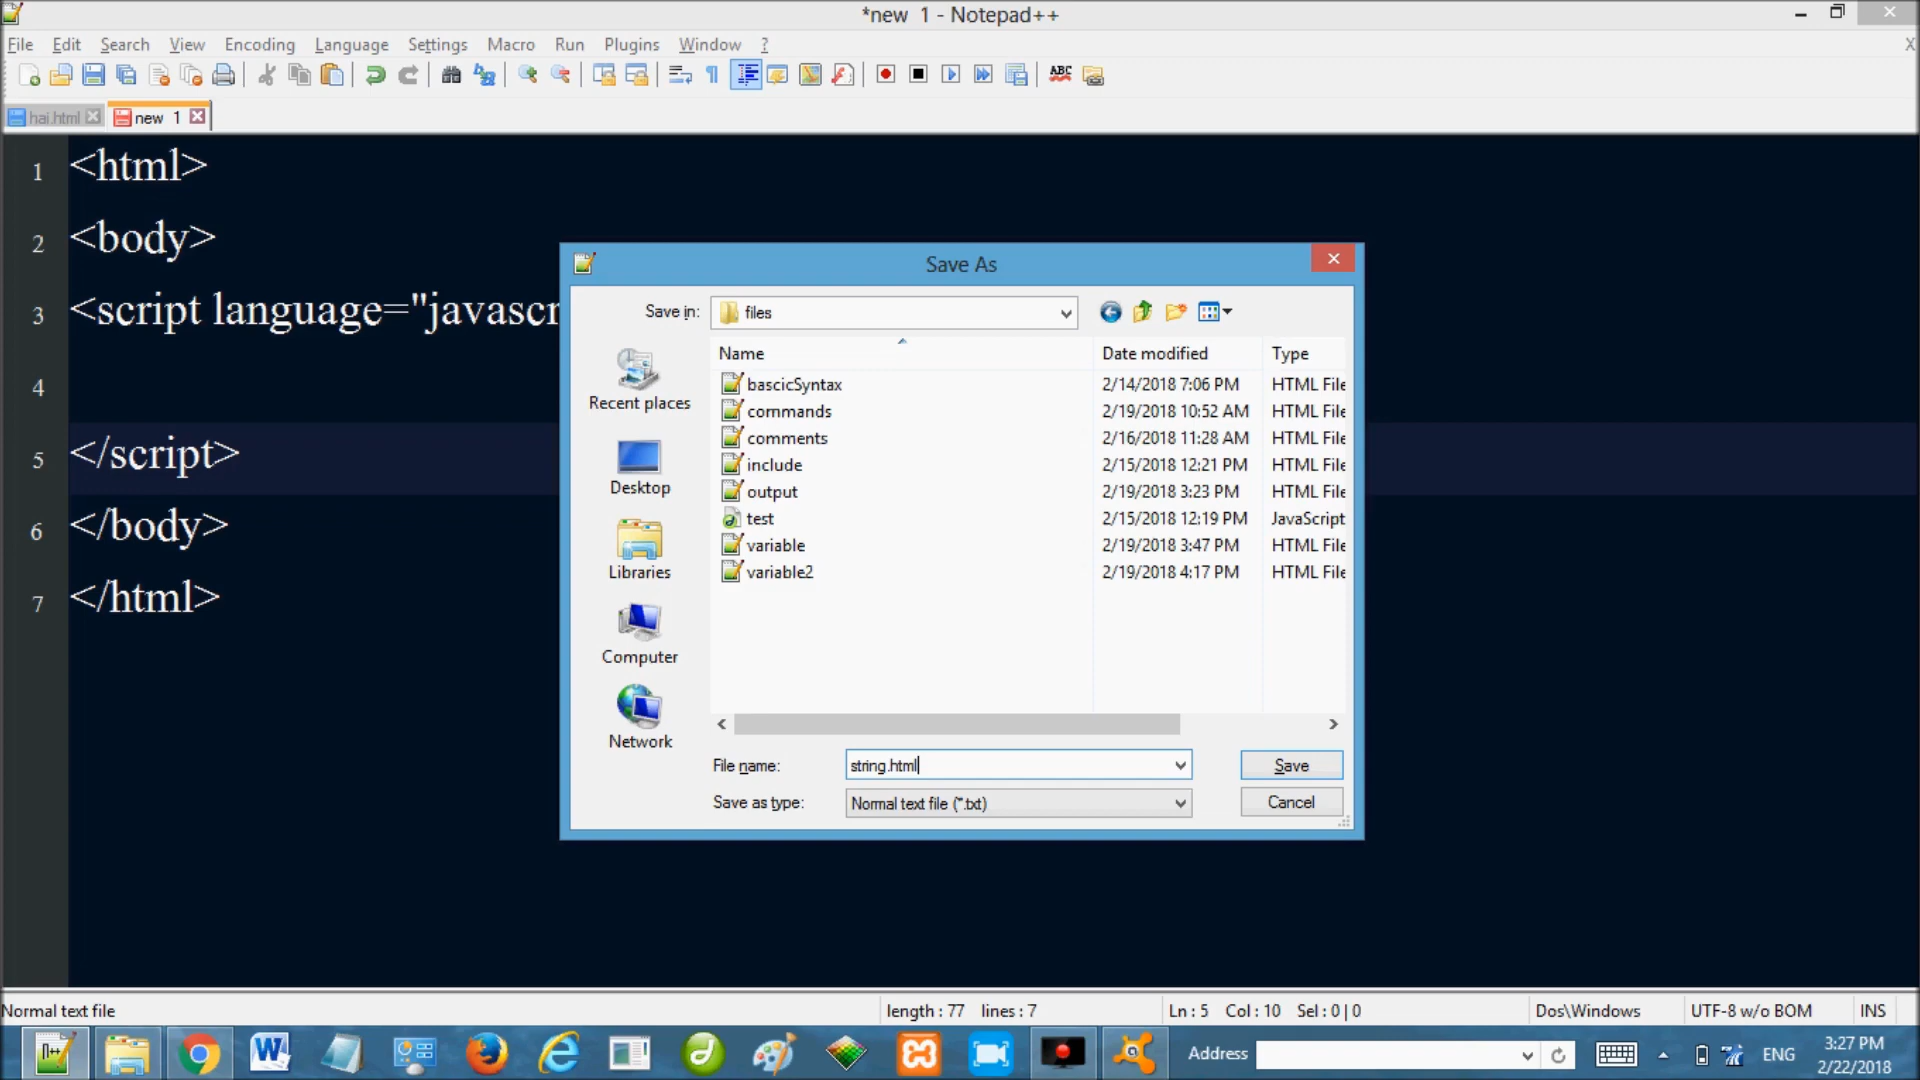 *new 1 - Notepad++
File Edit Search View Encoding Language Settings Macro Run Plugins Window ? X
ABC
hai.html new 1
1 <html>
2 <body>
3 <script language="javascr
4
5 </script>
6 </body>
7 </html>
Save As
Save in: files
Name Date modified Type
bascicSyntax 2/14/2018 7:06 PM HTML File
commands 2/19/2018 10:52 AM HTML File
comments 2/16/2018 11:28 AM HTML File
include 2/15/2018 12:21 PM HTML File
output 2/19/2018 3:23 PM HTML File
test 2/15/2018 12:19 PM JavaScript
variable 2/19/2018 3:47 PM HTML File
variable2 2/19/2018 4:17 PM HTML File
Recent places
Desktop
Libraries
Computer
Network
File name: string.html Save
Save as type: Normal text file (*.txt) Cancel
Normal text file length : 77 lines : 7 Ln : 5 Col : 10 Sel : 0 | 0 Dos\Windows UTF-8 w/o BOM INS
Address ENG 3:27 PM
2/22/2018